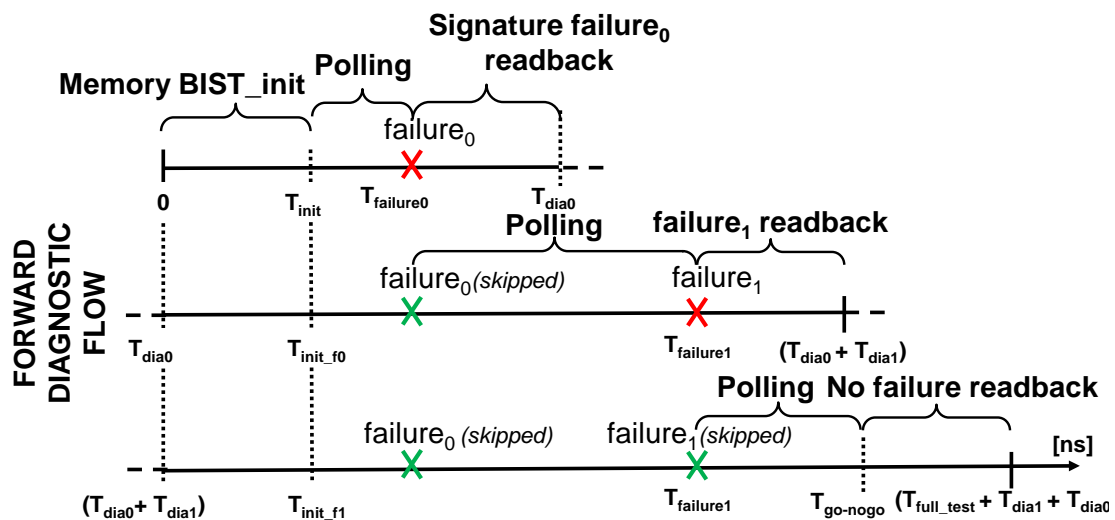 Signature failure0
readback
Polling
Memory BIST_init
failure0
0
Tinit
Tfailure0
Tdia0
FORWARD
DIAGNOSTIC
FLOW
Polling
failure1 readback
failure0 (skipped)
failure1
Tdia0
Tinit_f0
Tfailure1
(Tdia0 + Tdia1)
Polling
No failure readback
failure0 (skipped)
failure1 (skipped)
[ns]
(Tdia0+ Tdia1)
Tinit_f1
Tfailure1
Tgo-nogo
(Tfull_test + Tdia1 + Tdia0